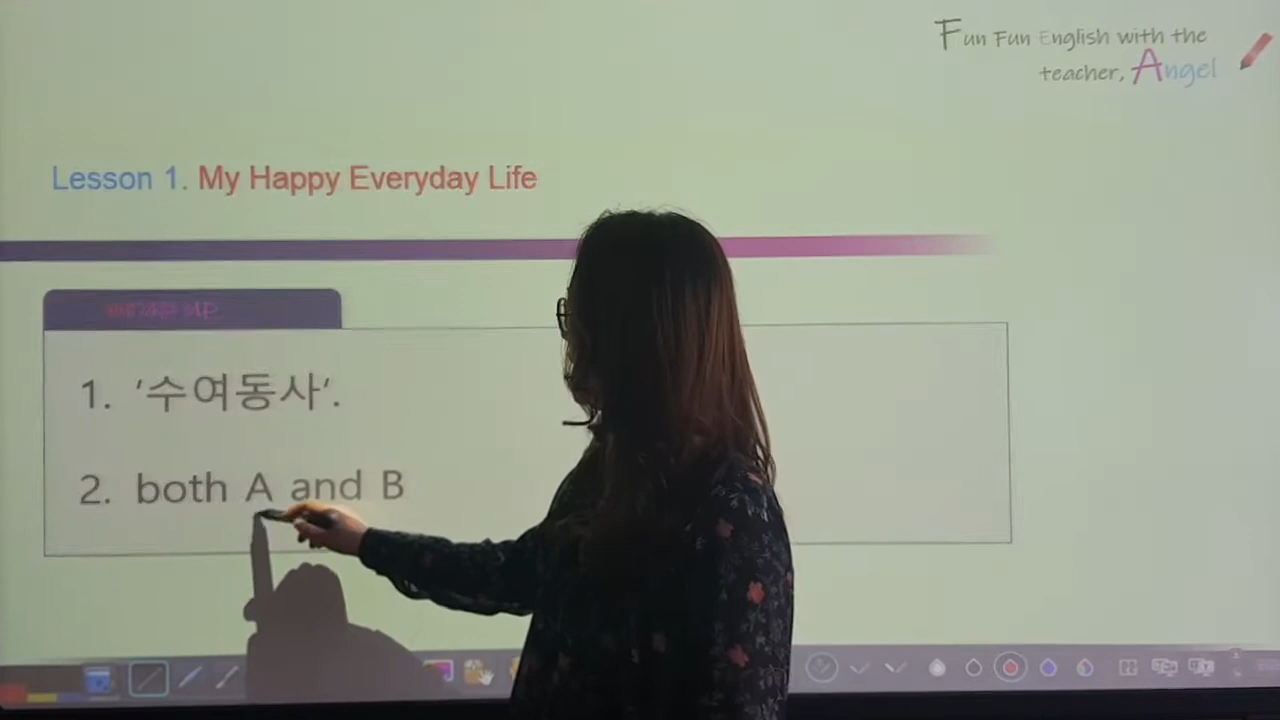 Fun Fun English with the
teacher, Angel
Lesson 1. My Happy Everyday Life
1. '수여동사'.
2. both A and B